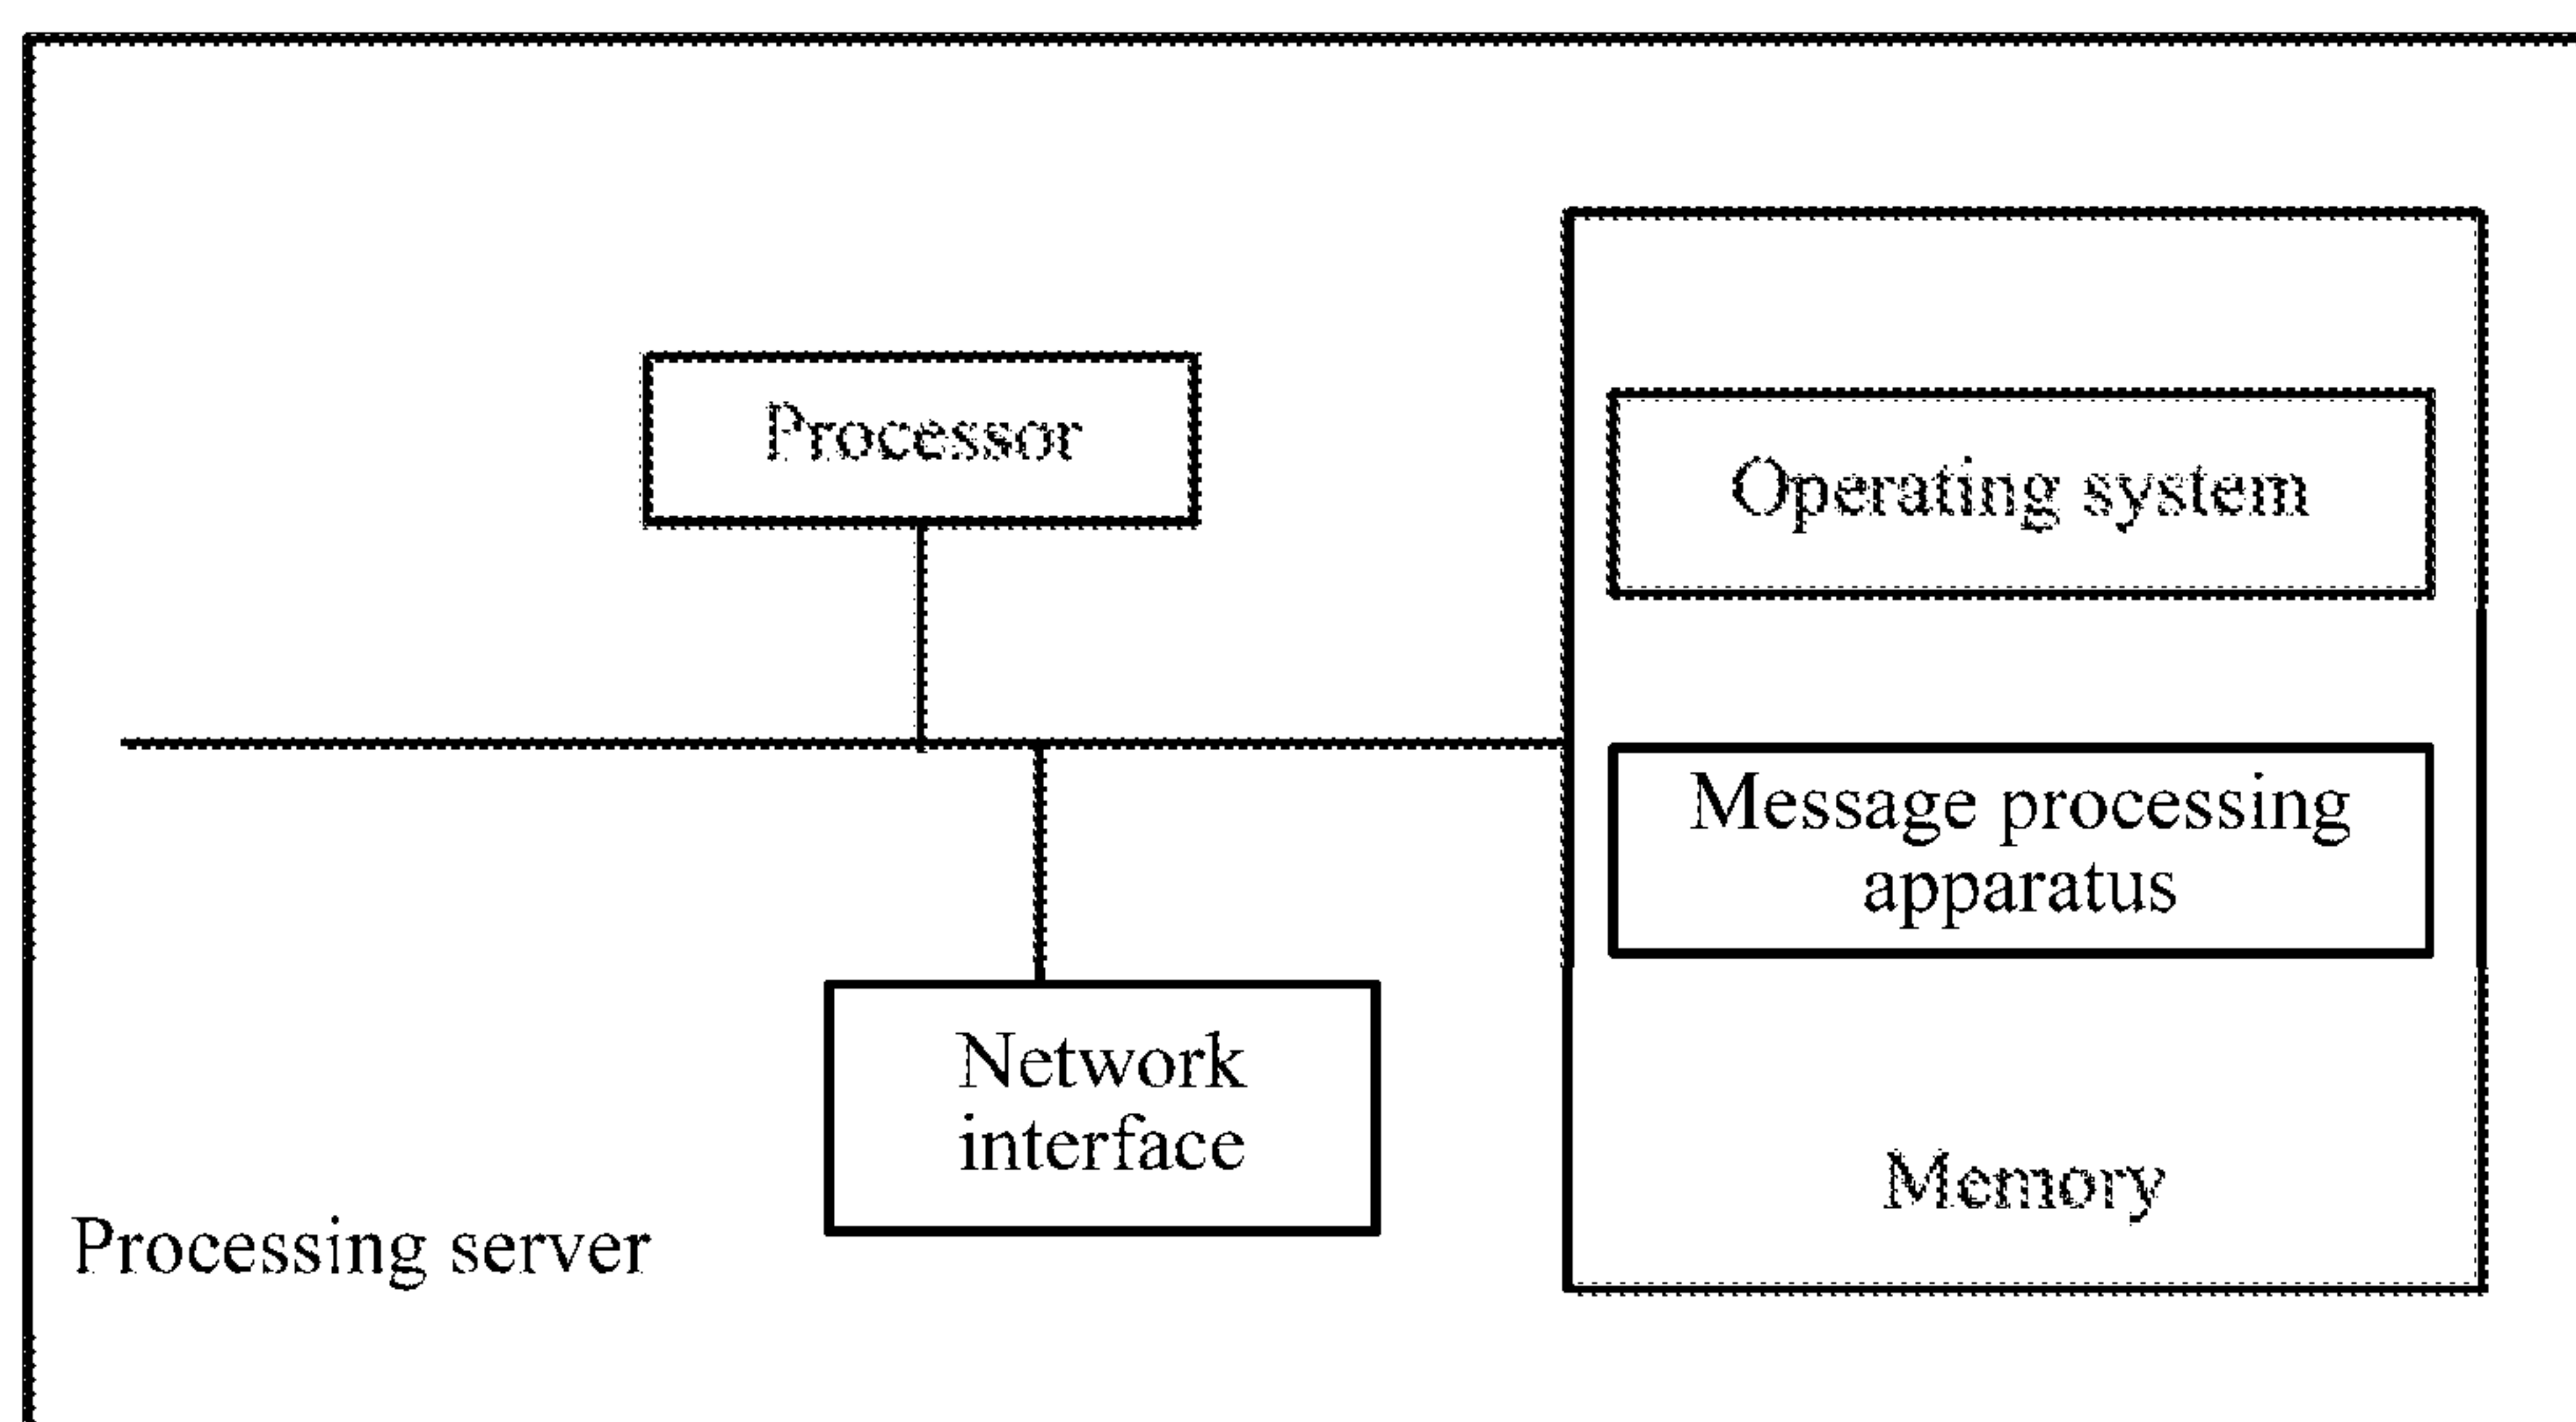 Processor
Operating system
Message processing
apparatus
Network
interface
Memory
Processing server